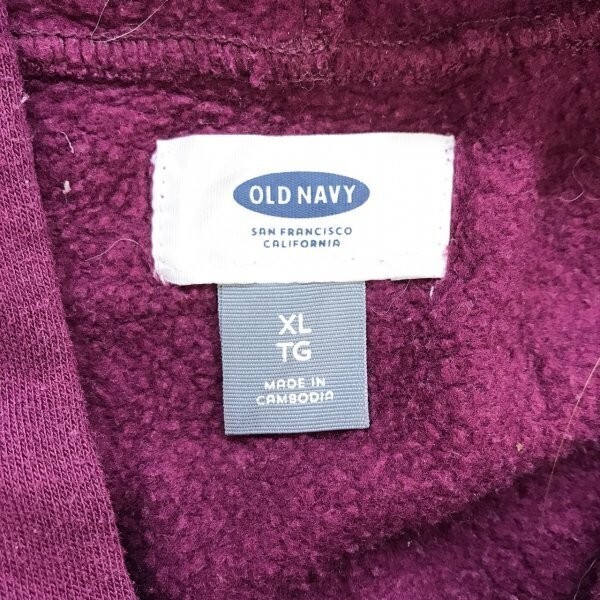 OLD NAVY
SAN FRANCISCO
CALIFORNIA
XL
TG
MADE IN
CAMBODIA